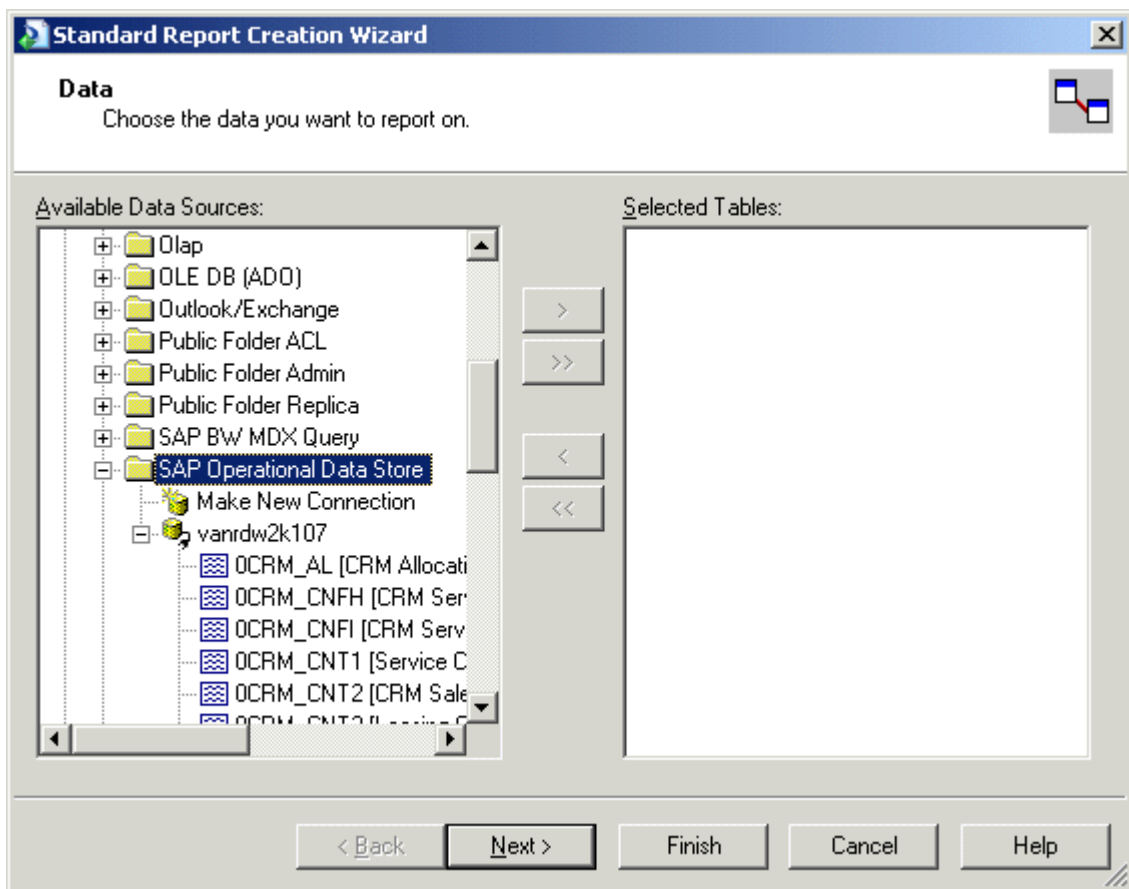 Standard Report Creation Wizard
Data
Choose the data you want to report on.
Available Data Sources:
Selected Tables:
Olap
OLE DB (ADO)
Outlook/Exchange
Public Folder ACL
Public Folder Admin
Public Folder Replica
SAP BW MDX Query
SAP Operational Data Store
Make New Connection
vanrdw2k107
0CRM_AL [CRM Allocati
0CRM_CNFH [CRM Ser
0CRM_CNFI [CRM Serv
0CRM_CNT1 [Service C
0CRM_CNT2 [CRM Sale
>
>>
<
<<
< Back
Next >
Finish
Cancel
Help